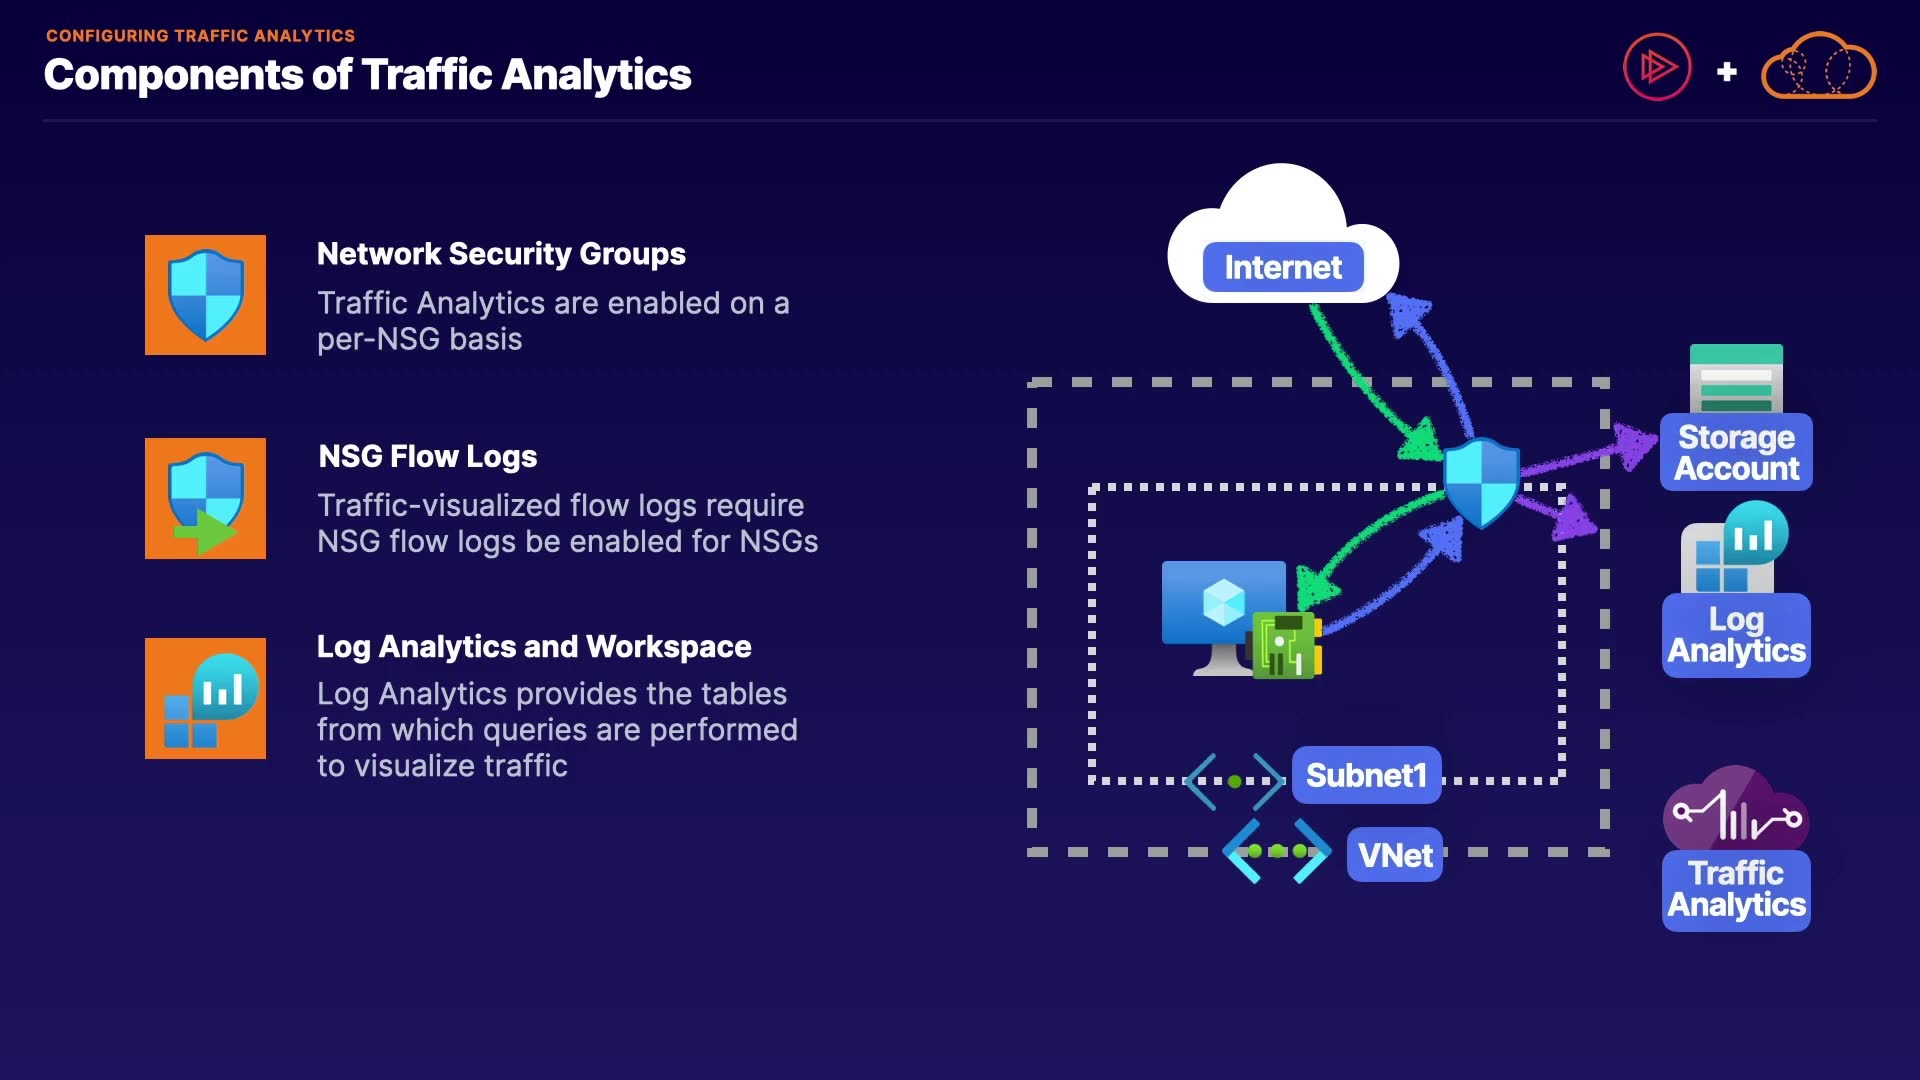 CONFIGURING TRAFFIC ANALYTICS
Components of Traffic Analytics
Network Security Groups
Traffic Analytics are enabled on a
per-NSG basis
NSG Flow Logs
Traffic-visualized flow logs require
NSG flow logs be enabled for NSGs
Log Analytics and Workspace
Log Analytics provides the tables
from which queries are performed
to visualize traffic
Internet
Storage
Account
Log
Analytics
Subnet1
VNet
Traffic
Analytics